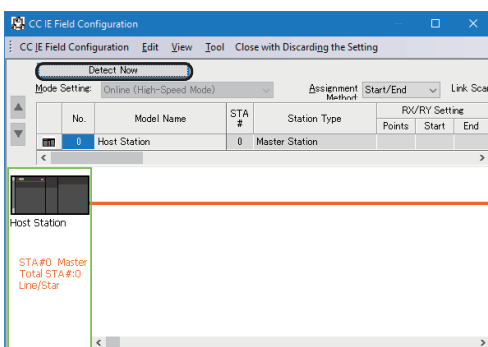 CC IE Field Configuration
CC IE Field Configuration Edit View Tool Close with Discarding the Setting
Detect Now
Mode Setting: Online (High-Speed Mode) Assignment Method: Start/End Link Scan
No. Model Name STA # Station Type RX/RY Setting
Points Start End
0 Host Station 0 Master Station
Host Station
STA#0 Master
Total STA#:0
Line/Star